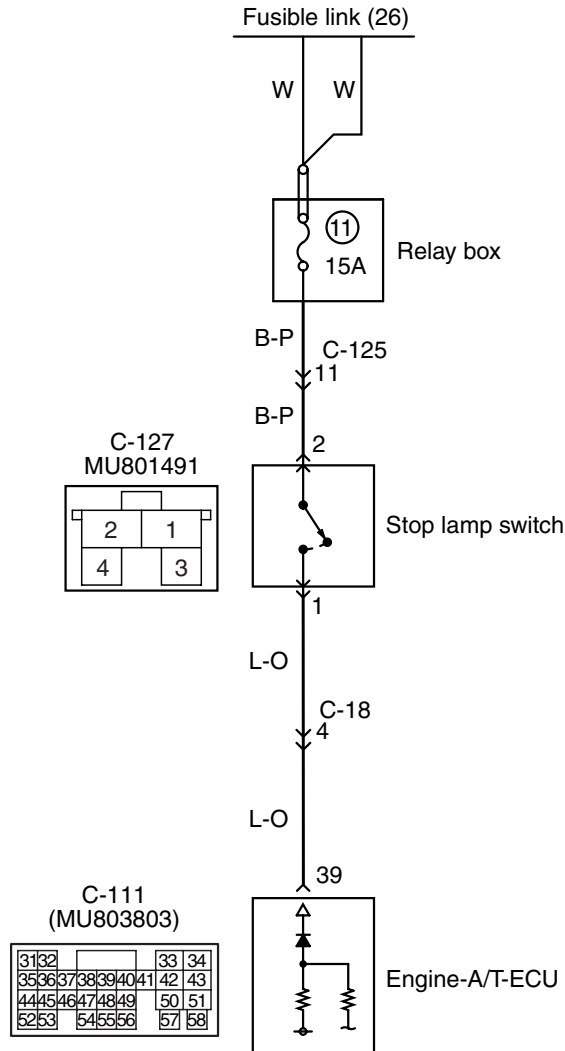 Fusible link (26)
W W
11
15A
Relay box
B-P
C-125
11
B-P
2
C-127
MU801491
2 1
4 3
Stop lamp switch
1
L-O
C-18
4
L-O
39
C-111
(MU803803)
31 32 33 34
35 36 37 38 39 40 41 42 43
44 45 46 47 48 49 50 51
52 53 54 55 56 57 58
Engine-A/T-ECU